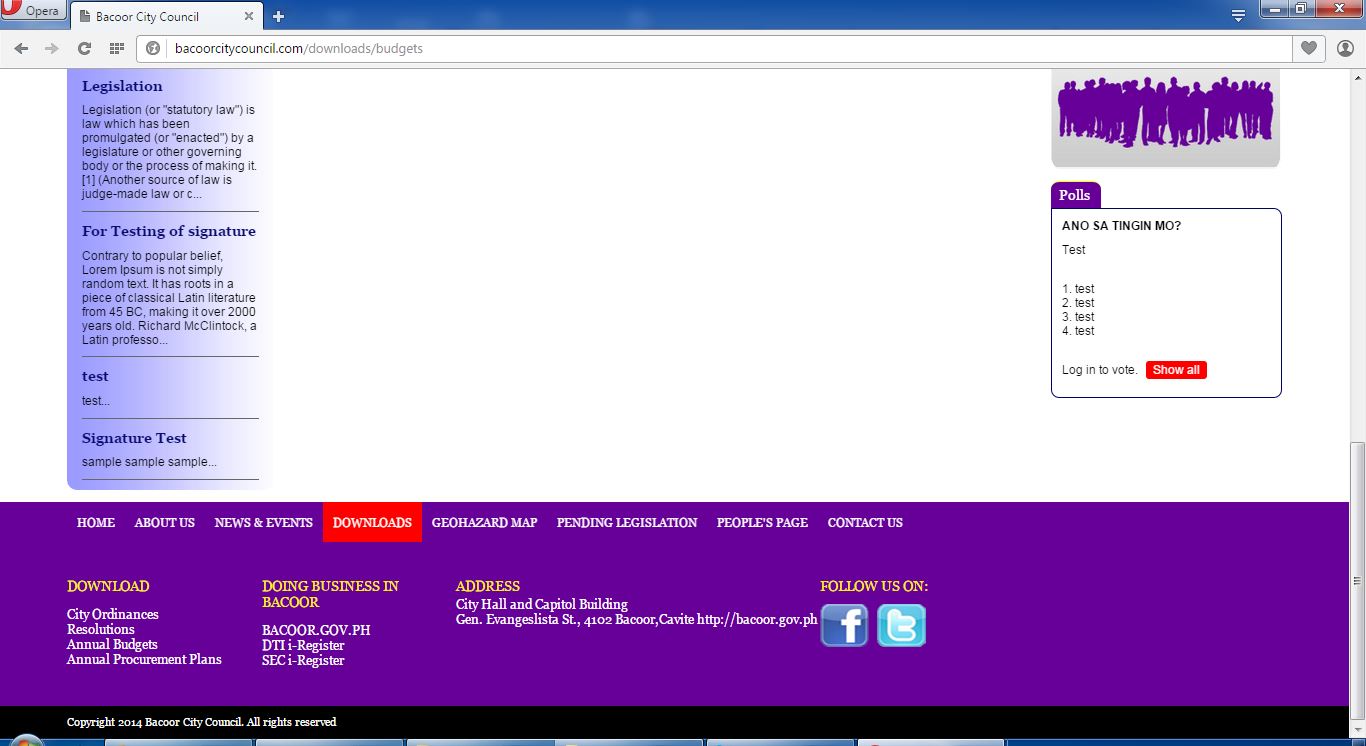 Opera
Bacoor City Council
bacoorcitycouncil.com/downloads/budgets
Legislation
Legislation (or "statutory law") is
law which has been
promulgated (or "enacted") by a
legislature or other governing
body or the process of making it.
[1] (Another source of law is
judge-made law or c...
For Testing of signature
Contrary to popular belief,
Lorem Ipsum is not simply
random text. It has roots in a
piece of classical Latin literature
from 45 BC, making it over 2000
years old. Richard McClintock, a
Latin professo...
test
test...
Signature Test
sample sample sample...
Polls
ANO SA TINGIN MO?
Test
1. test
2. test
3. test
4. test
Log in to vote. Show all
HOME ABOUT US NEWS & EVENTS DOWNLOADS GEOHAZARD MAP PENDING LEGISLATION PEOPLE'S PAGE CONTACT US
DOWNLOAD
City Ordinances
Resolutions
Annual Budgets
Annual Procurement Plans
DOING BUSINESS IN
BACOOR
BACOOR.GOV.PH
DTI i-Register
SEC i-Register
ADDRESS
City Hall and Capitol Building
Gen. Evangeslista St., 4102 Bacoor,Cavite http://bacoor.gov.ph
FOLLOW US ON:
Copyright 2014 Bacoor City Council. All rights reserved